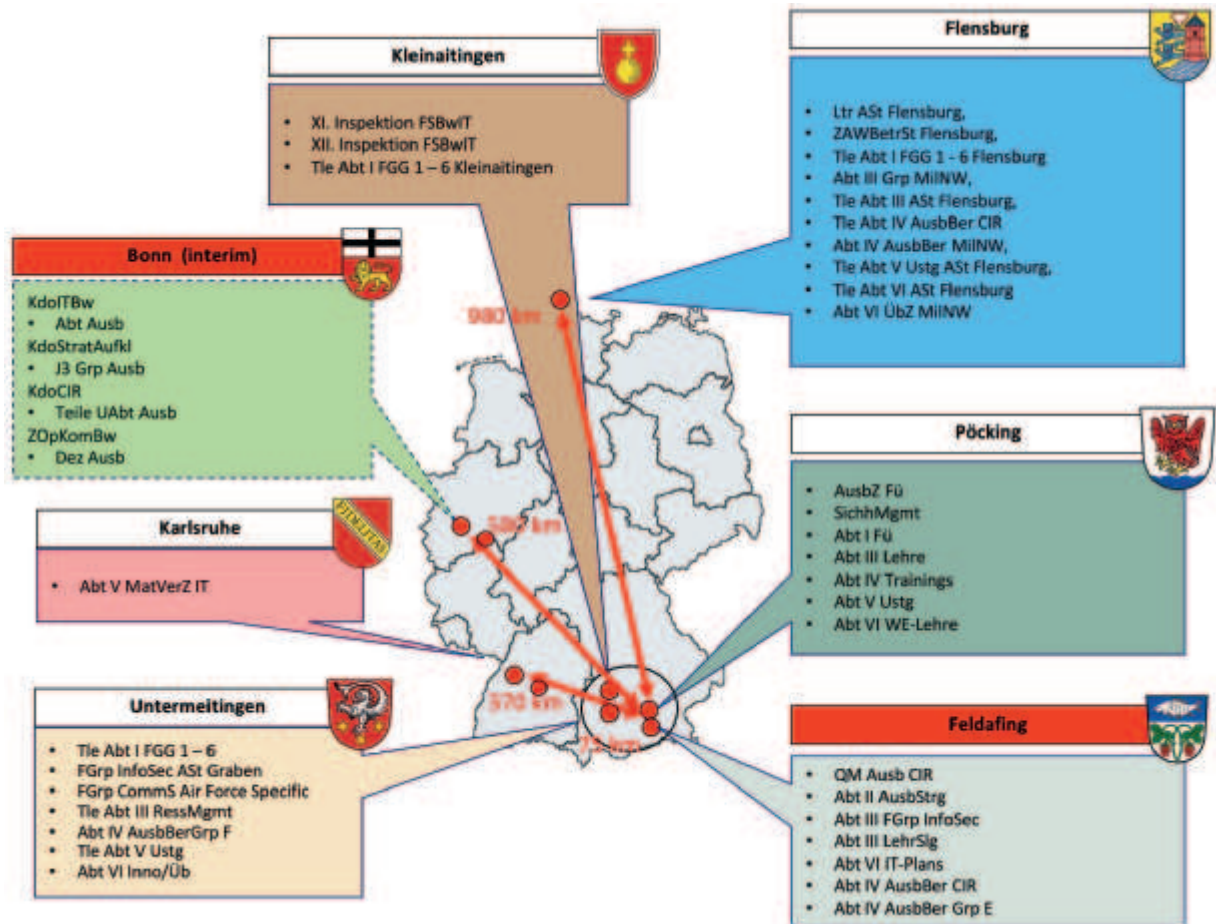 Kleinaitingen
• XI. Inspektion FSBwIT
• XII. Inspektion FSBwIT
• Tle Abt I FGG 1 – 6 Kleinaitingen
Flensburg
• Ltr ASt Flensburg,
• ZAWBetrSt Flensburg,
• Tle Abt I FGG 1 - 6 Flensburg
• Abt III Grp MilNW,
• Tle Abt III ASt Flensburg,
• Tle Abt IV AusbBer CIR
• Abt IV AusbBer MilNW,
• Tle Abt V Ustg ASt Flensburg,
• Tle Abt VI ASt Flensburg
• Abt VI ÜbZ MilNW
Bonn (interim)
KdoITBw
• Abt Ausb
KdoStratAufkl
• J3 Grp Ausb
KdoCIR
• Teile UAbt Ausb
ZOpKomBw
• Dez Ausb
980 km
580 km
370 km
75 km
Pöcking
• AusbZ Fü
• SichhMgmt
• Abt I Fü
• Abt III Lehre
• Abt IV Trainings
• Abt V Ustg
• Abt VI WE-Lehre
Karlsruhe
FIDELITAS
• Abt V MatVerZ IT
Untermeitingen
• Tle Abt I FGG 1 – 6
• FGrp InfoSec ASt Graben
• FGrp CommS Air Force Specific
• Tle Abt III RessMgmt
• Abt IV AusbBerGrp F
• Tle Abt V Ustg
• Abt VI Inno/Üb
Feldafing
• QM Ausb CIR
• Abt II AusbStrg
• Abt III FGrp InfoSec
• Abt III LehrSlg
• Abt VI IT-Plans
• Abt IV AusbBer CIR
• Abt IV AusbBer Grp E